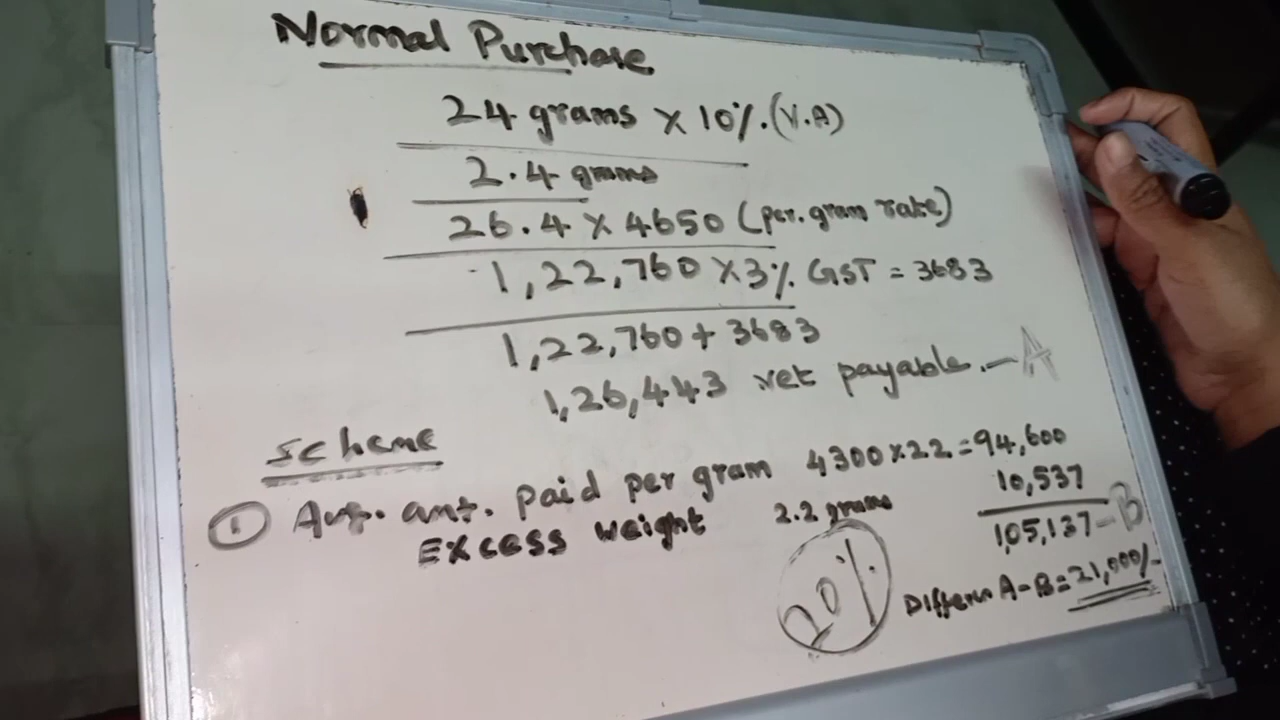 Normal Purchase
24 grams x 10%. (V.A)
2.4 grams
26.4 x 4650 (per. gram rate)
1,22,760 x 3% GST = 3683
1,22,760 + 3683
1,26,443 net payable. - A
Scheme
① Avg. amt. paid per gram 4300 x 22 = 94,600
Excess weight 2.2 grams 10,537
1,05,137 - B
20%
Differen A - B = 21,000/-